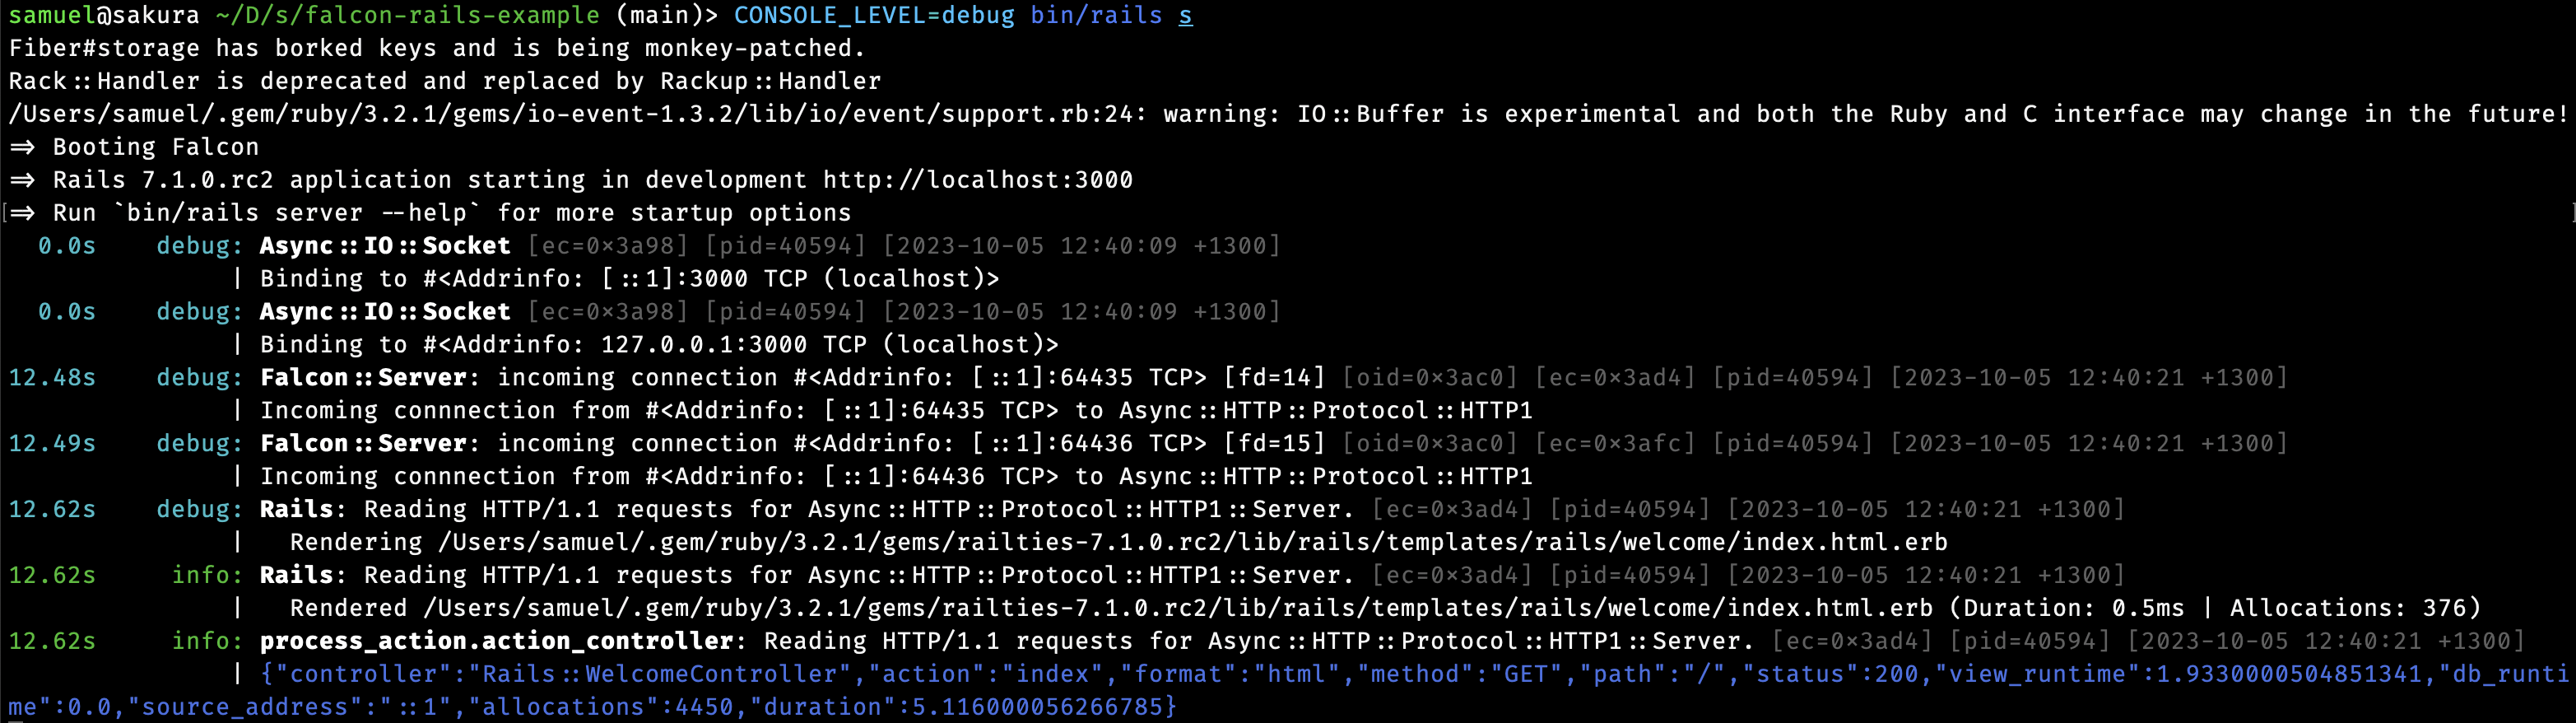 samuel@sakura ~/D/s/falcon-rails-example (main)> CONSOLE_LEVEL=debug bin/rails s
Fiber#storage has borked keys and is being monkey-patched.
Rack::Handler is deprecated and replaced by Rackup::Handler
/Users/samuel/.gem/ruby/3.2.1/gems/io-event-1.3.2/lib/io/event/support.rb:24: warning: IO::Buffer is experimental and both the Ruby and C interface may change in the future!
=> Booting Falcon
=> Rails 7.1.0.rc2 application starting in development http://localhost:3000
[=> Run `bin/rails server --help` for more startup options ]
0.0s debug: Async::IO::Socket [ec=0x3a98] [pid=40594] [2023-10-05 12:40:09 +1300]
| Binding to #<Addrinfo: [::1]:3000 TCP (localhost)>
0.0s debug: Async::IO::Socket [ec=0x3a98] [pid=40594] [2023-10-05 12:40:09 +1300]
| Binding to #<Addrinfo: 127.0.0.1:3000 TCP (localhost)>
12.48s debug: Falcon::Server: incoming connection #<Addrinfo: [::1]:64435 TCP> [fd=14] [oid=0x3ac0] [ec=0x3ad4] [pid=40594] [2023-10-05 12:40:21 +1300]
| Incoming connnection from #<Addrinfo: [::1]:64435 TCP> to Async::HTTP::Protocol::HTTP1
12.49s debug: Falcon::Server: incoming connection #<Addrinfo: [::1]:64436 TCP> [fd=15] [oid=0x3ac0] [ec=0x3afc] [pid=40594] [2023-10-05 12:40:21 +1300]
| Incoming connnection from #<Addrinfo: [::1]:64436 TCP> to Async::HTTP::Protocol::HTTP1
12.62s debug: Rails: Reading HTTP/1.1 requests for Async::HTTP::Protocol::HTTP1::Server. [ec=0x3ad4] [pid=40594] [2023-10-05 12:40:21 +1300]
| Rendering /Users/samuel/.gem/ruby/3.2.1/gems/railties-7.1.0.rc2/lib/rails/templates/rails/welcome/index.html.erb
12.62s info: Rails: Reading HTTP/1.1 requests for Async::HTTP::Protocol::HTTP1::Server. [ec=0x3ad4] [pid=40594] [2023-10-05 12:40:21 +1300]
| Rendered /Users/samuel/.gem/ruby/3.2.1/gems/railties-7.1.0.rc2/lib/rails/templates/rails/welcome/index.html.erb (Duration: 0.5ms | Allocations: 376)
12.62s info: process_action.action_controller: Reading HTTP/1.1 requests for Async::HTTP::Protocol::HTTP1::Server. [ec=0x3ad4] [pid=40594] [2023-10-05 12:40:21 +1300]
| {"controller":"Rails::WelcomeController","action":"index","format":"html","method":"GET","path":"/","status":200,"view_runtime":1.9330000504851341,"db_runti
me":0.0,"source_address":"::1","allocations":4450,"duration":5.116000056266785}